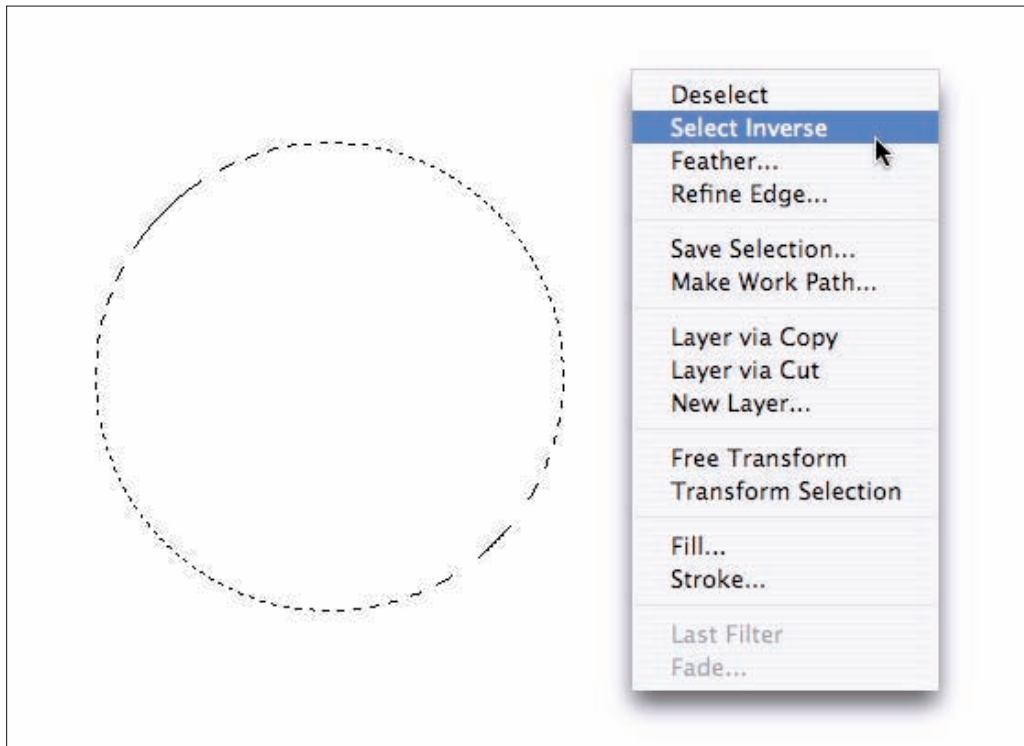 Deselect
Select Inverse
Feather...
Refine Edge...
Save Selection...
Make Work Path...
Layer via Copy
Layer via Cut
New Layer...
Free Transform
Transform Selection
Fill...
Stroke...
Last Filter
Fade...